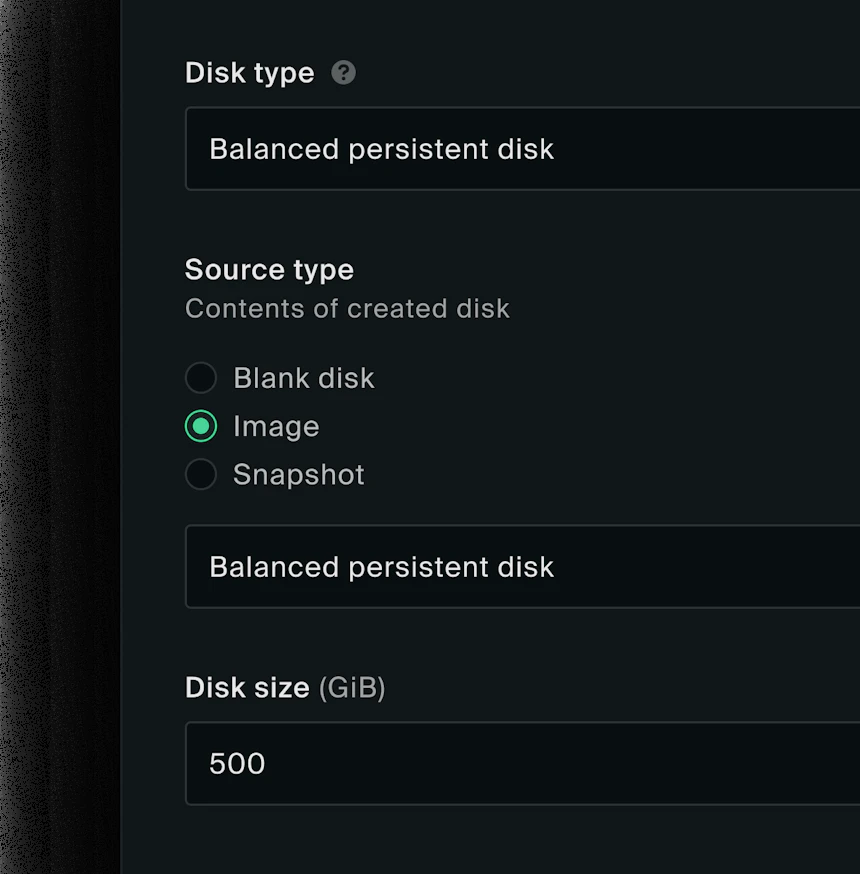 Disk type ?
Balanced persistent disk
Source type
Contents of created disk
Blank disk
Image
Snapshot
Balanced persistent disk
Disk size (GiB)
500